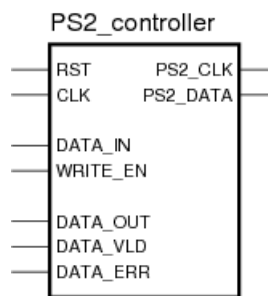 PS2_controller
RST PS2_CLK
CLK PS2_DATA
DATA_IN
WRITE_EN
DATA_OUT
DATA_VLD
DATA_ERR